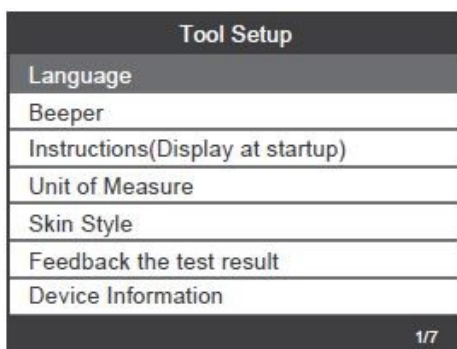 Tool Setup
Language
Beeper
Instructions(Display at startup)
Unit of Measure
Skin Style
Feedback the test result
Device Information
1/7